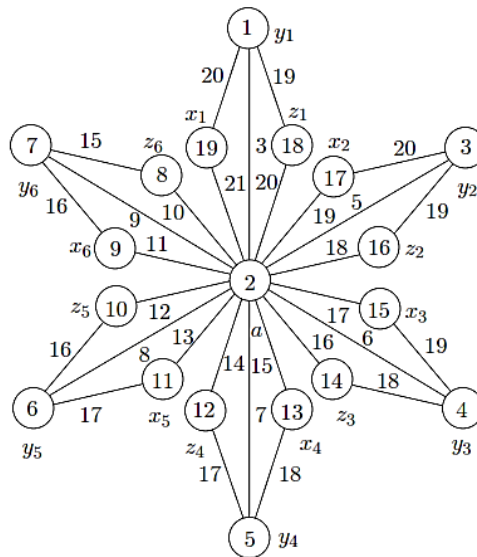 1 y1
20 19
x1 z1
7 15 z6 19 3 18 x2 20 3
8 17
y6 16 9 10 21 20 19 5 19 y2
x6 9 11 18 16 z2
2
z5 10 12 17 15 x3
16 13 a 16 6 19
8 14 15
6 17 11 12 7 13 14 18 4
y5 x5 z4 x4 z3 y3
17 18
5 y4